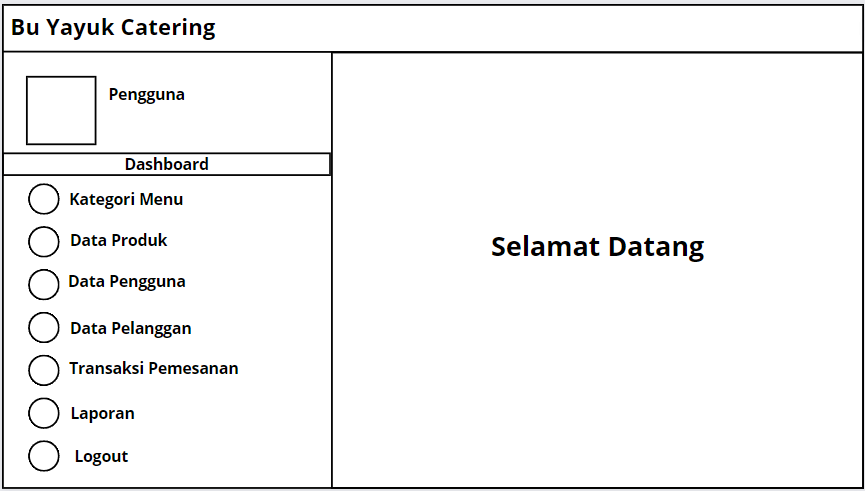 Bu Yayuk Catering
Pengguna
Dashboard
Kategori Menu
Data Produk
Data Pengguna
Data Pelanggan
Transaksi Pemesanan
Laporan
Logout
Selamat Datang